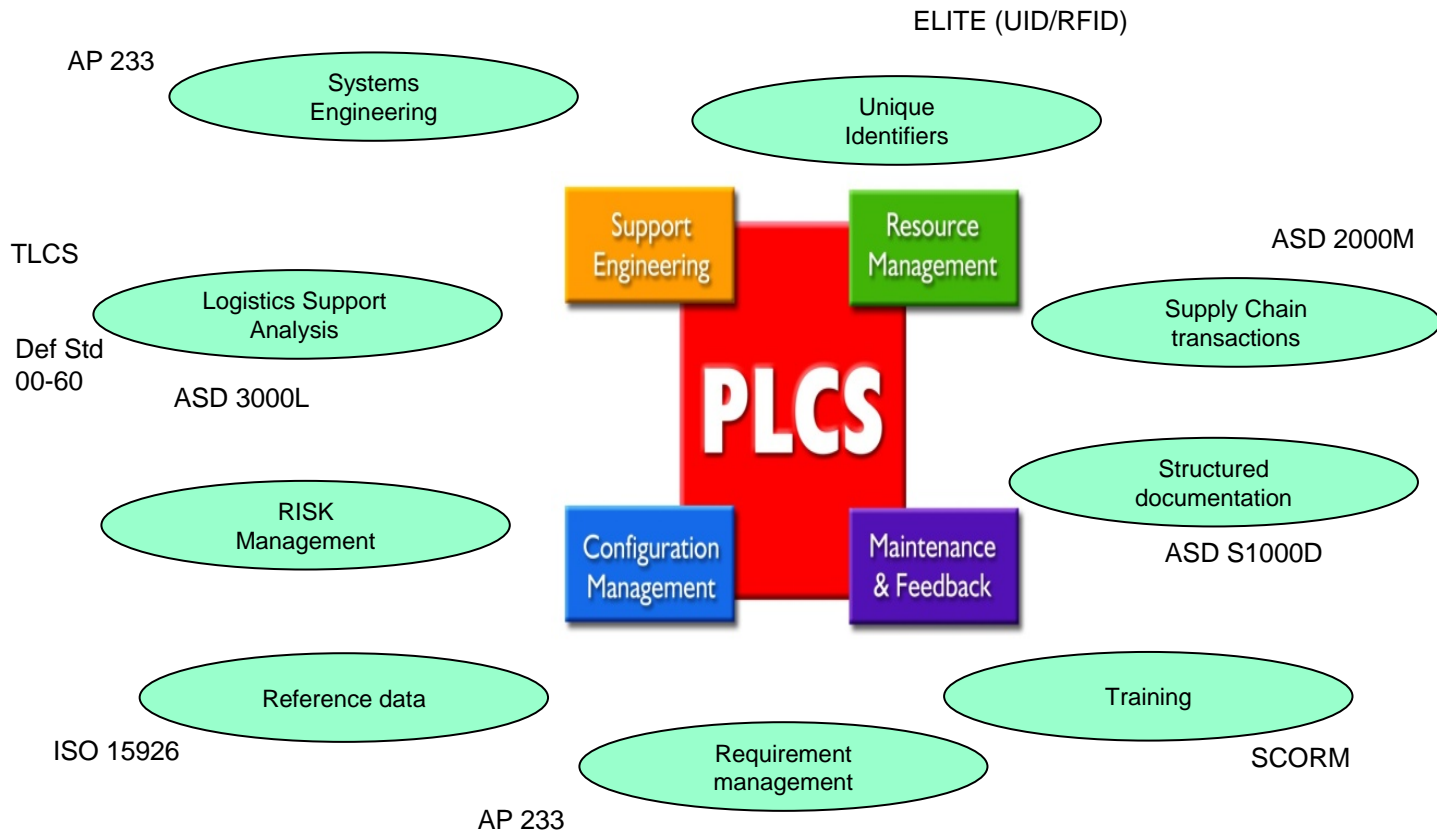 ELITE (UID/RFID)
AP 233
Systems
Engineering
Unique
Identifiers
Support
Engineering
Resource
Management
TLCS
ASD 2000M
Logistics Support
Analysis
Supply Chain
transactions
Def Std
00-60
ASD 3000L
PLCS
Structured
documentation
RISK
Management
ASD S1000D
Configuration
Management
Maintenance
& Feedback
Reference data
Training
ISO 15926
Requirement
management
SCORM
AP 233